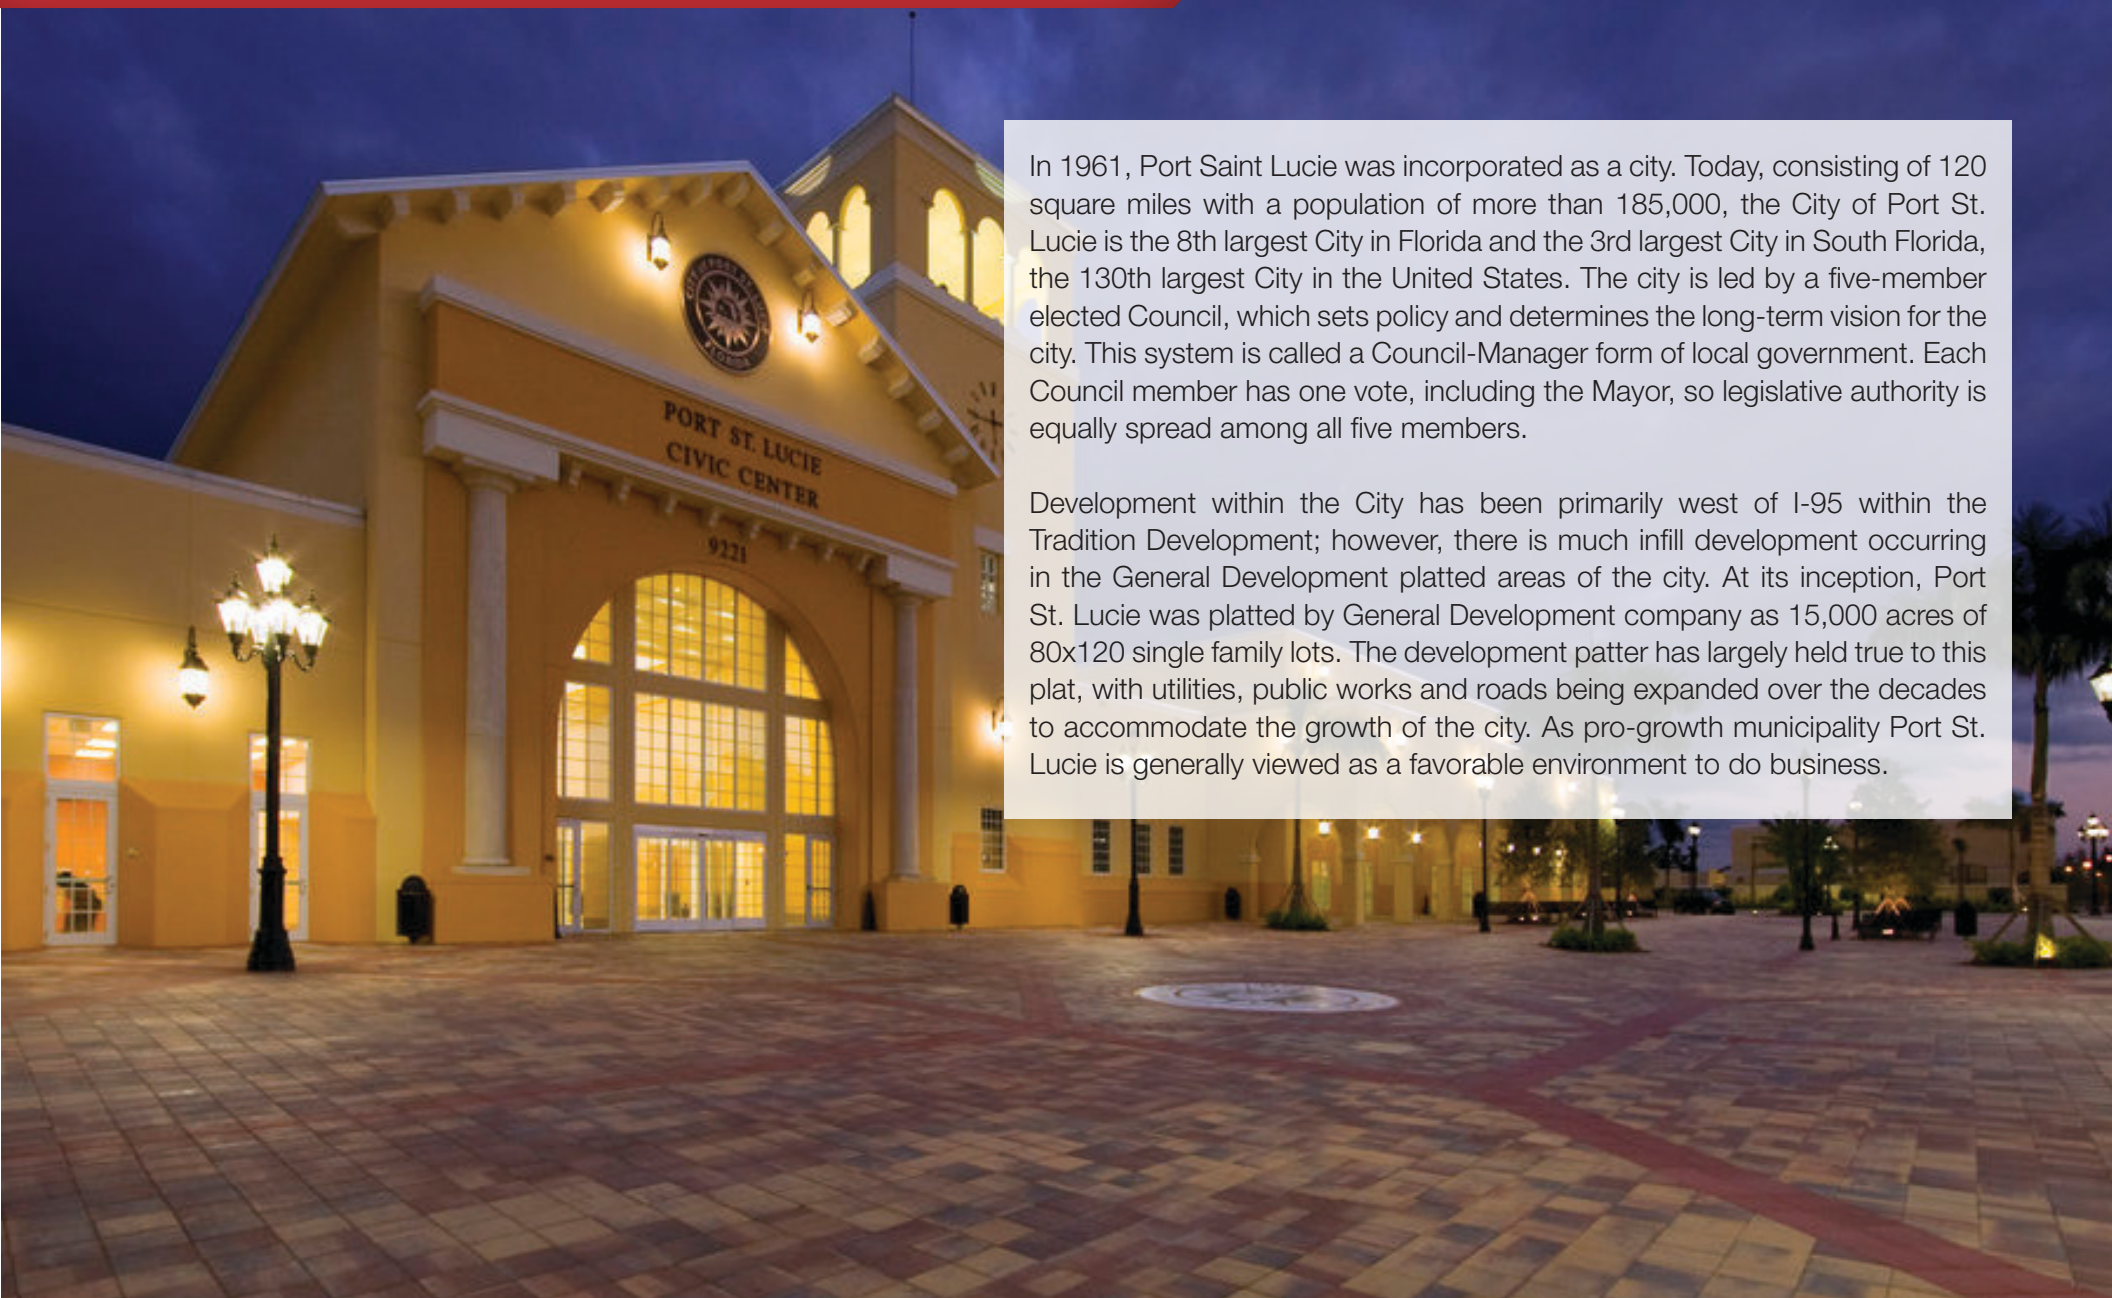 In 1961, Port Saint Lucie was incorporated as a city. Today, consisting of 120
square miles with a population of more than 185,000, the City of Port St.
Lucie is the 8th largest City in Florida and the 3rd largest City in South Florida,
the 130th largest City in the United States. The city is led by a five-member
elected Council, which sets policy and determines the long-term vision for the
city. This system is called a Council-Manager form of local government. Each
Council member has one vote, including the Mayor, so legislative authority is
equally spread among all five members.
Development within the City has been primarily west of I-95 within the
Tradition Development; however, there is much infill development occurring
in the General Development platted areas of the city. At its inception, Port
St. Lucie was platted by General Development company as 15,000 acres of
80x120 single family lots. The development patter has largely held true to this
plat, with utilities, public works and roads being expanded over the decades
to accommodate the growth of the city. As pro-growth municipality Port St.
Lucie is generally viewed as a favorable environment to do business.
FLORIDA
PORT ST. LUCIE
CIVIC CENTER
9221